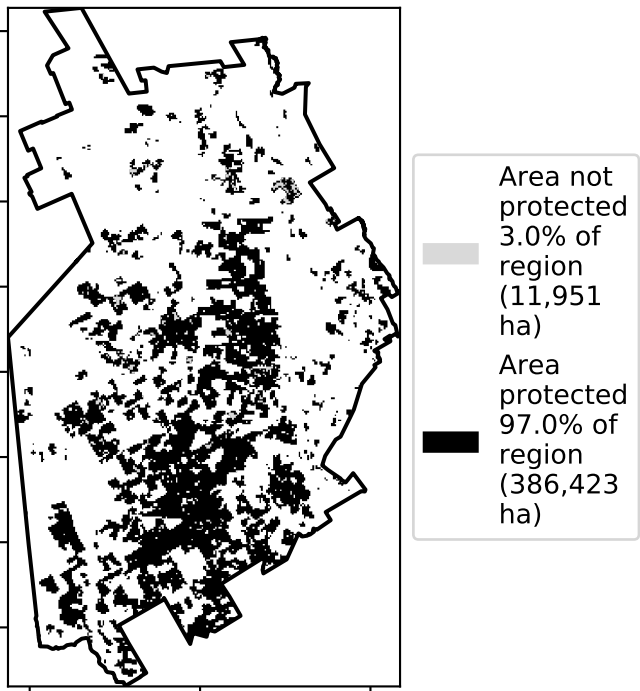 Area not
protected
3.0% of
region
(11,951
ha)
Area
protected
97.0% of
region
(386,423
ha)